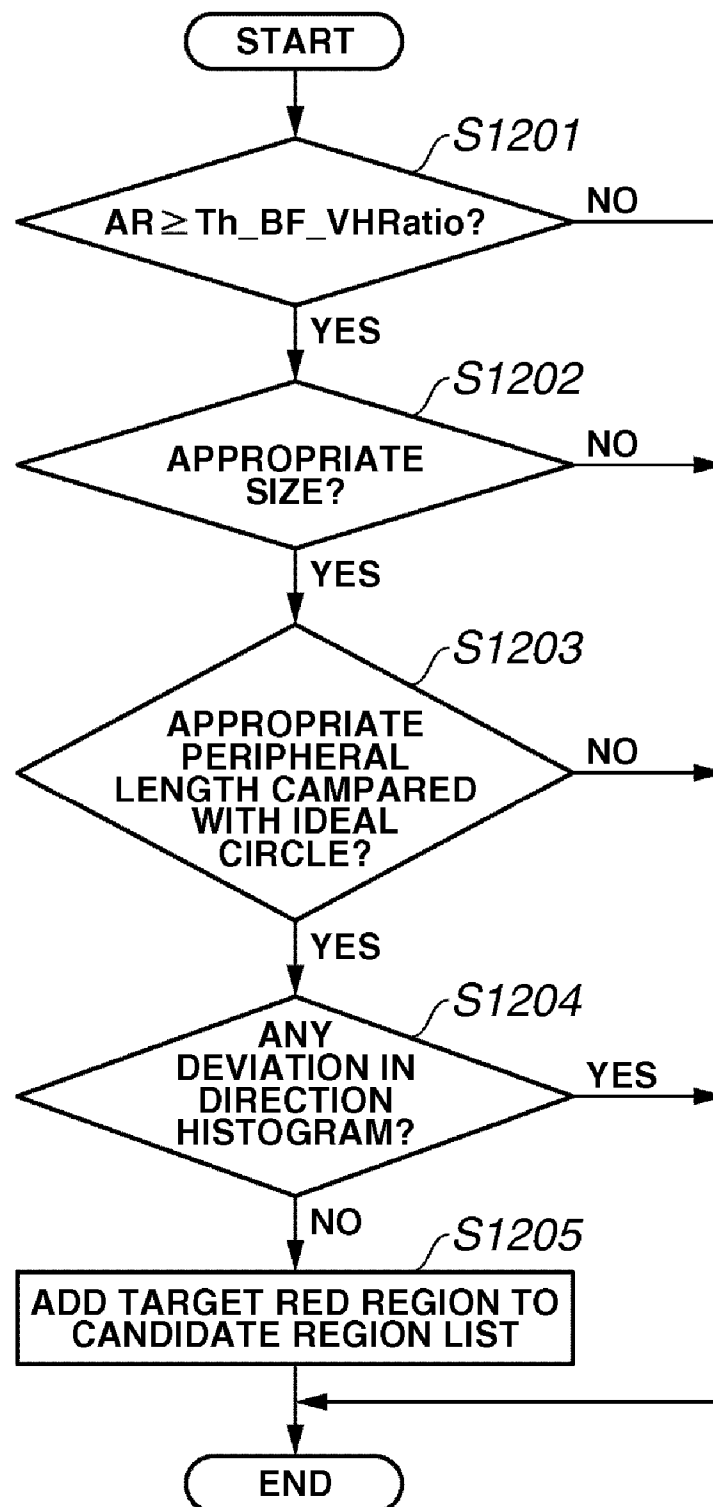 START
S1201
AR≧Th_BF_VHRatio?
NO
YES
S1202
APPROPRIATE
SIZE?
NO
YES
S1203
APPROPRIATE
PERIPHERAL
LENGTH CAMPARED
WITH IDEAL
CIRCLE?
NO
YES
S1204
ANY
DEVIATION IN
DIRECTION
HISTOGRAM?
YES
NO
S1205
ADD TARGET RED REGION TO
CANDIDATE REGION LIST
END